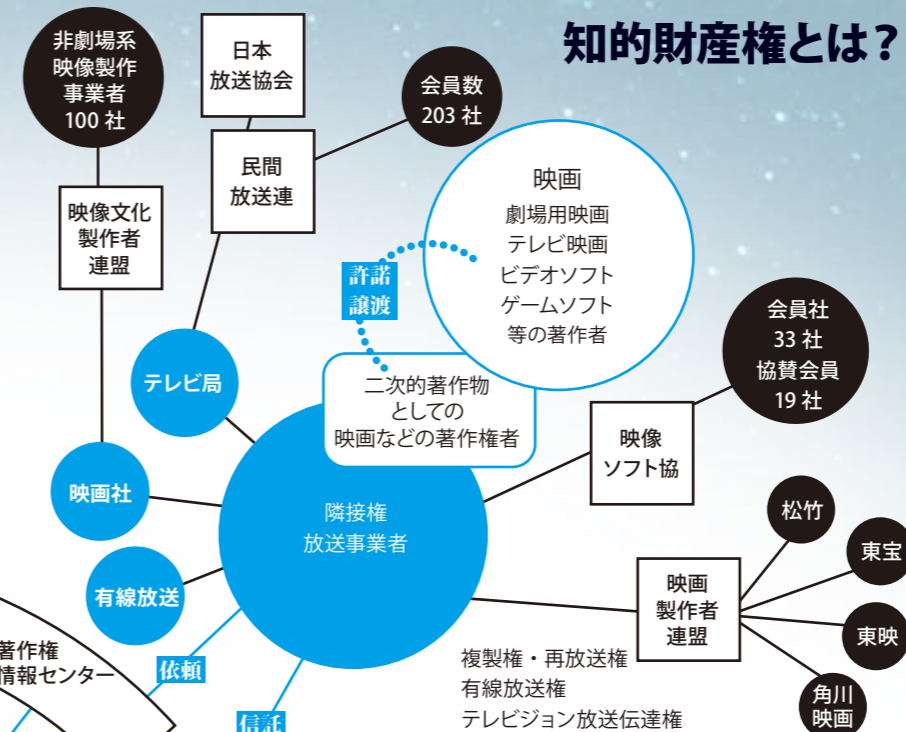 知的財産権とは？
非劇場系
映像製作
事業者
100 社
日本
放送協会
会員数
203 社
民間
放送連
映像文化
製作者
連盟
映画
劇場用映画
テレビ映画
ビデオソフト
ゲームソフト
等の著作者
許諾
譲渡
会員社
33 社
協賛会員
19 社
テレビ局
二次的著作物
としての
映画などの著作権者
映像
ソフト協
映画社
隣接権
放送事業者
松竹
東宝
有線放送
映画
製作者
連盟
東映
著作権
情報センター
依頼
複製権・再放送権
有線放送権
テレビジョン放送伝達権
角川
映画
信託